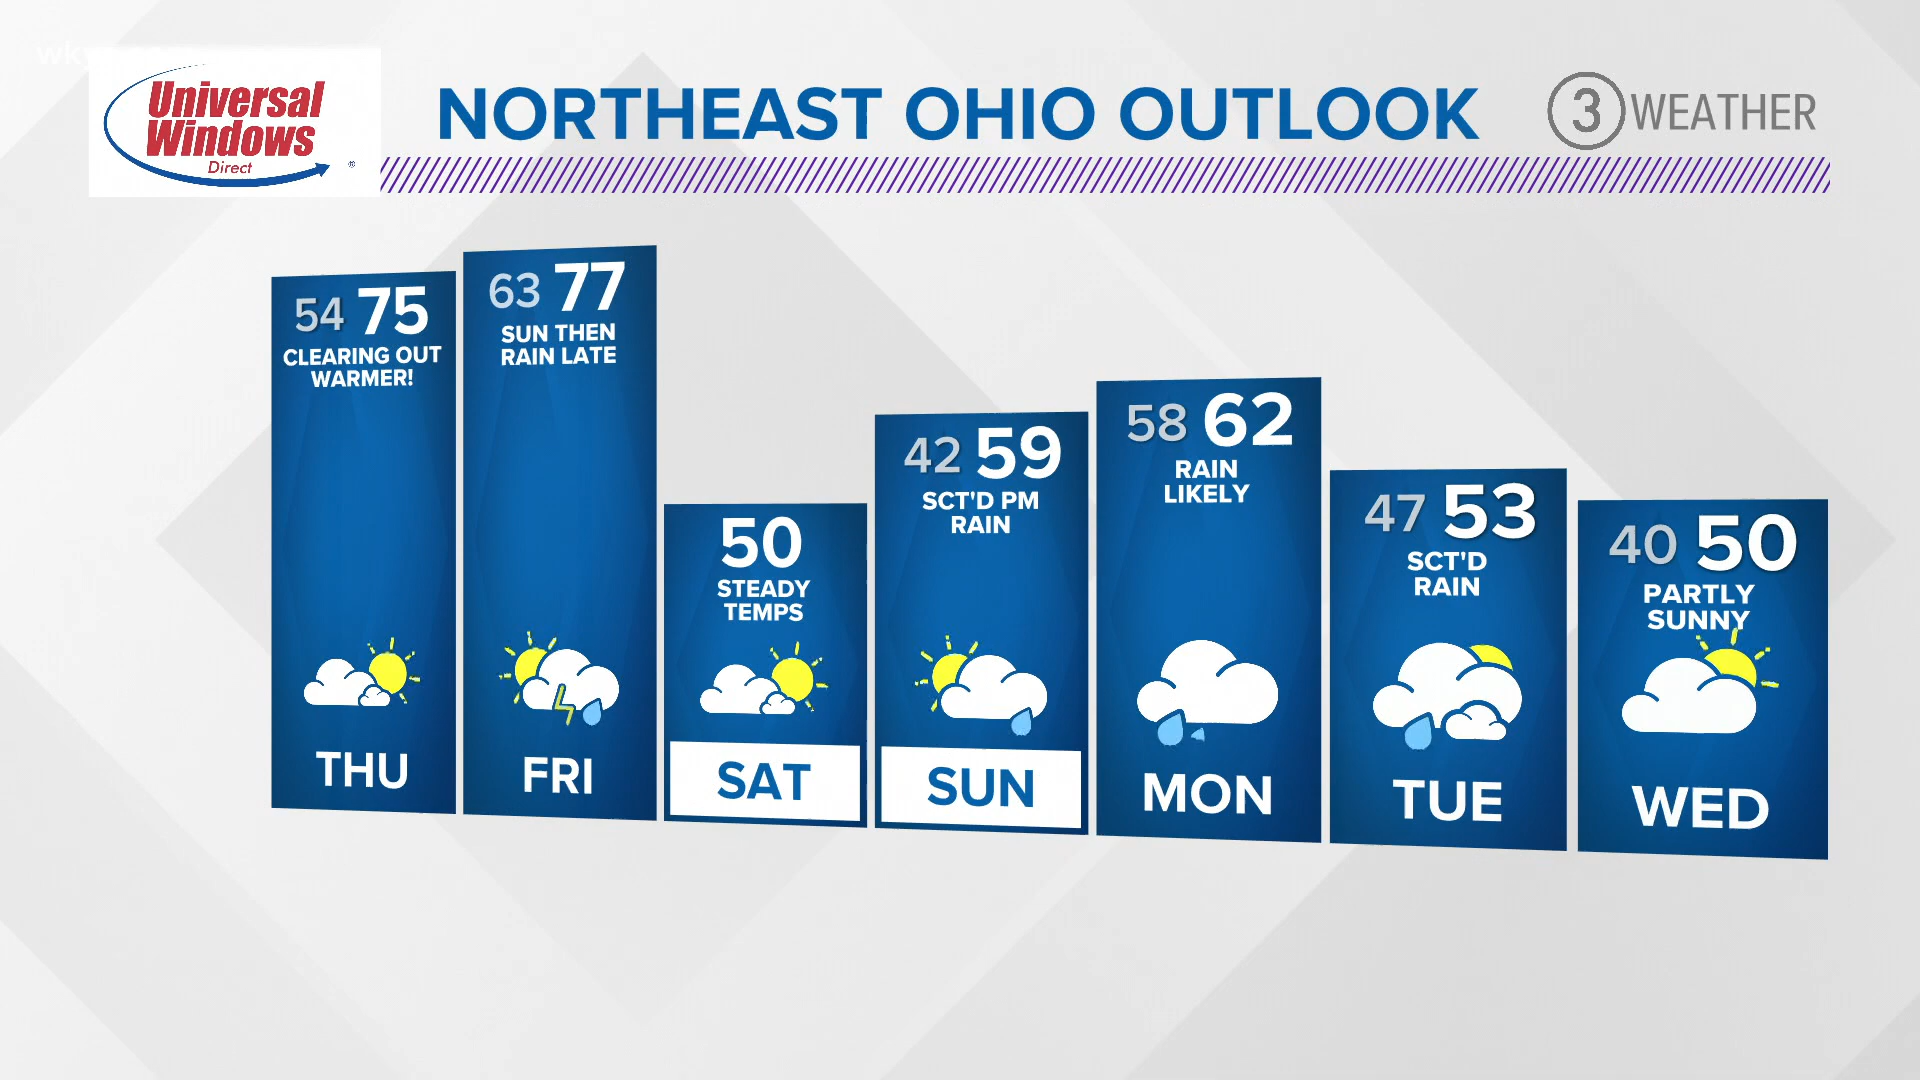 Universal
Windows
Direct
®
NORTHEAST OHIO OUTLOOK
3 WEATHER
54 75
CLEARING OUT
WARMER!
THU
63 77
SUN THEN
RAIN LATE
FRI
50
STEADY
TEMPS
SAT
42 59
SCT'D PM
RAIN
SUN
58 62
RAIN
LIKELY
MON
47 53
SCT'D
RAIN
TUE
40 50
PARTLY
SUNNY
WED